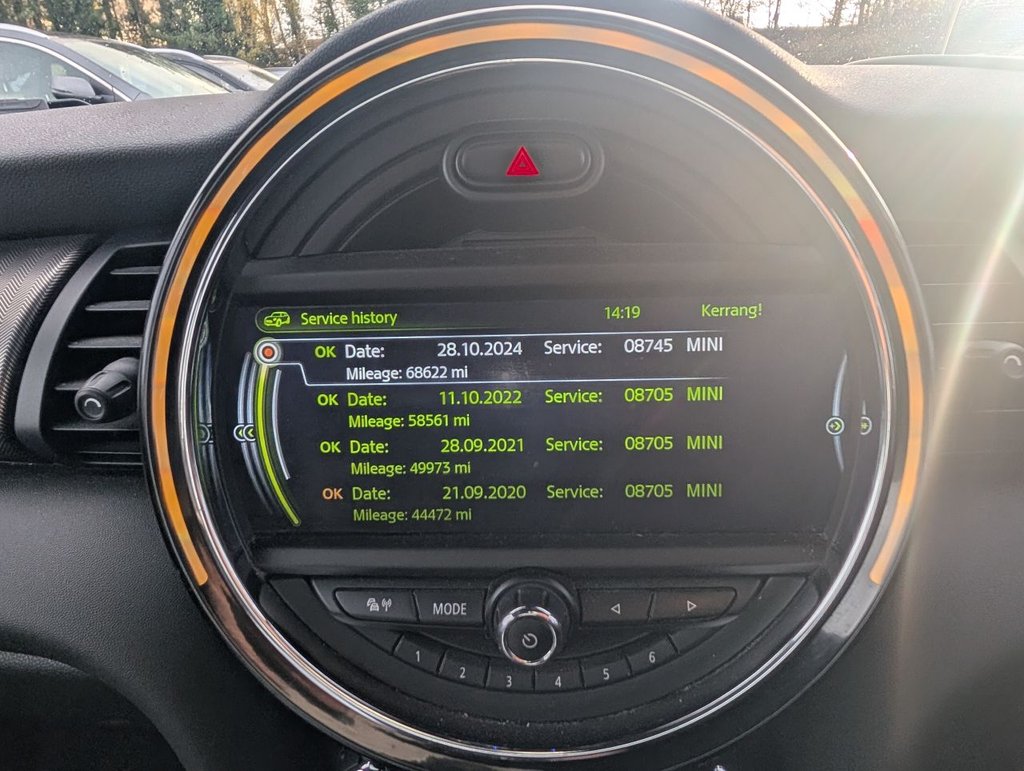 Service history 14:19 Kerrang!
OK Date: 28.10.2024 Service: 08745 MINI
Mileage: 68622 mi
OK Date: 11.10.2022 Service: 08705 MINI
Mileage: 58561 mi
OK Date: 28.09.2021 Service: 08705 MINI
Mileage: 49973 mi
OK Date: 21.09.2020 Service: 08705 MINI
Mileage: 44472 mi
MODE
1 2 3 4 5 6